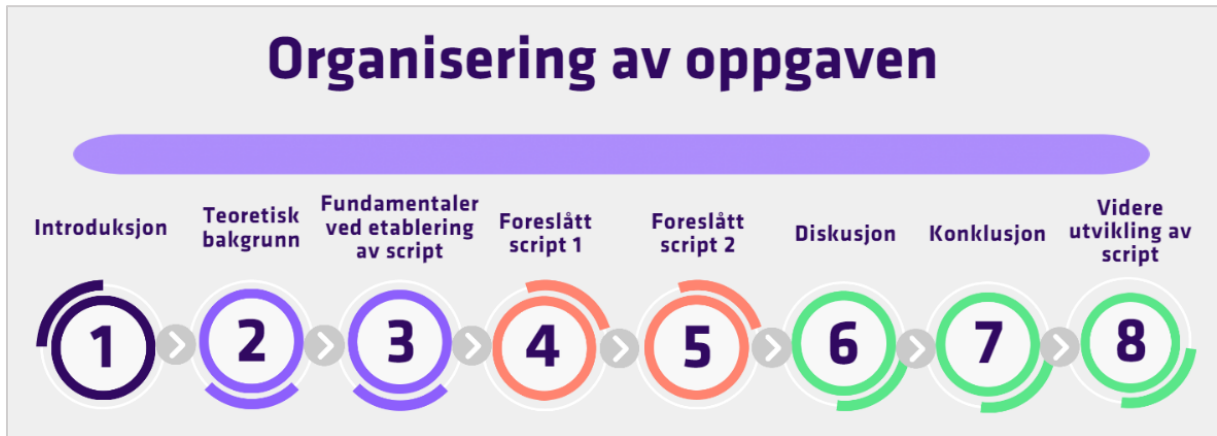 Organisering av oppgaven
Introduksjon
Teoretisk
bakgrunn
Fundamentaler
ved etablering
av script
Foreslått
script 1
Foreslått
script 2
Diskusjon
Konklusjon
Videre
utvikling av
script
1
2
3
4
5
6
7
8